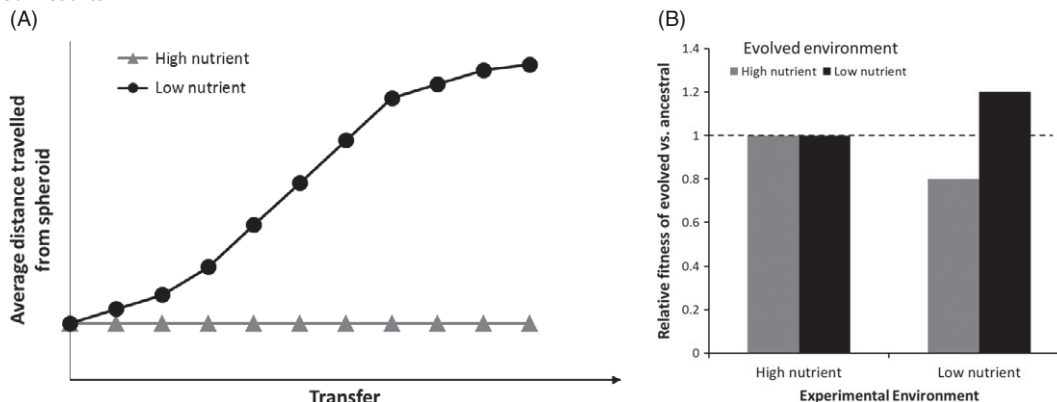 (A)
High nutrient
Low nutrient
Average distance travelled
from spheroid
Transfer
(B)
Evolved environment
High nutrient Low nutrient
Relative fitness of evolved vs. ancestral
1.4
1.2
1
0.8
0.6
0.4
0.2
0
High nutrient Low nutrient
Experimental Environment